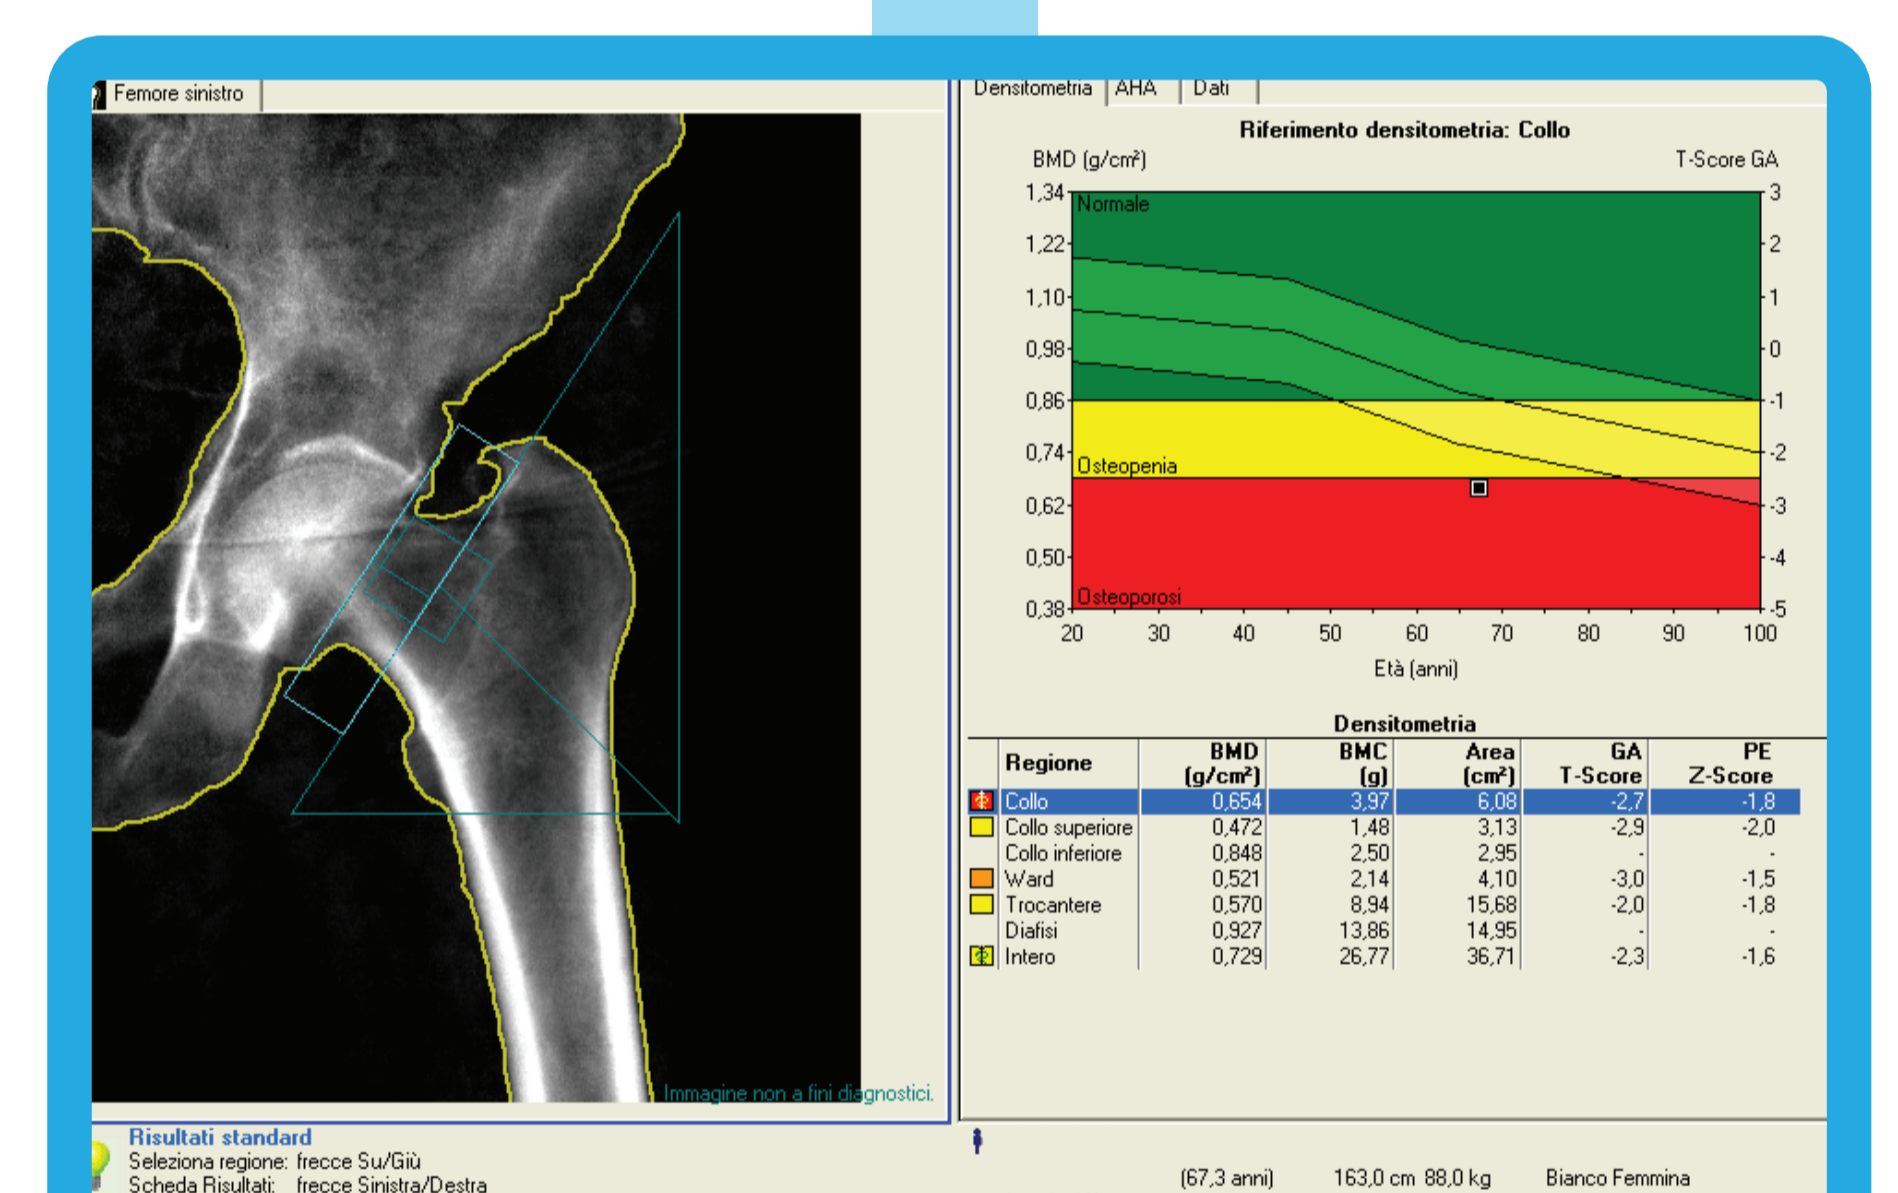 Femore sinistro
Densitometria AHA Dati
Riferimento densitometria: Collo
BMD (g/cm²) T-Score GA
1,34 3
Normale
1,22 2
1,10 1
0,98 0
0,86 -1
0,74 -2
Osteopenia
0,62 -3
0,50 -4
Osteoporosi
0,38 -5
20 30 40 50 60 70 80 90 100
Età (anni)
Densitometria
Regione BMD (g/cm²) BMC (g) Area (cm²) GA T-Score PE Z-Score
Collo 0,654 3,97 6,08 -2,7 -1,8
Collo superiore 0,472 1,48 3,13 -2,9 -2,0
Collo inferiore 0,848 2,50 2,95 - -
Ward 0,521 2,14 4,10 -3,0 -1,5
Trocantere 0,570 8,94 15,68 -2,0 -1,8
Diafisi 0,927 13,86 14,95 - -
Intero 0,729 26,77 36,71 -2,3 -1,6
Immagine non a fini diagnostici.
Risultati standard
Seleziona regione: frecce Su/Giù
Scheda Risultati: frecce Sinistra/Destra
(67,3 anni) 163,0 cm 88,0 kg Bianco Femmina